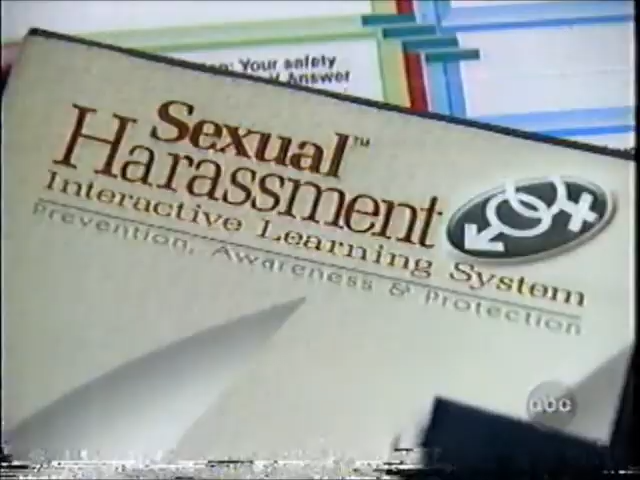 Your safety
Answer
Sexual™
Harassment
Interactive Learning System
Prevention, Awareness & Protection
abc